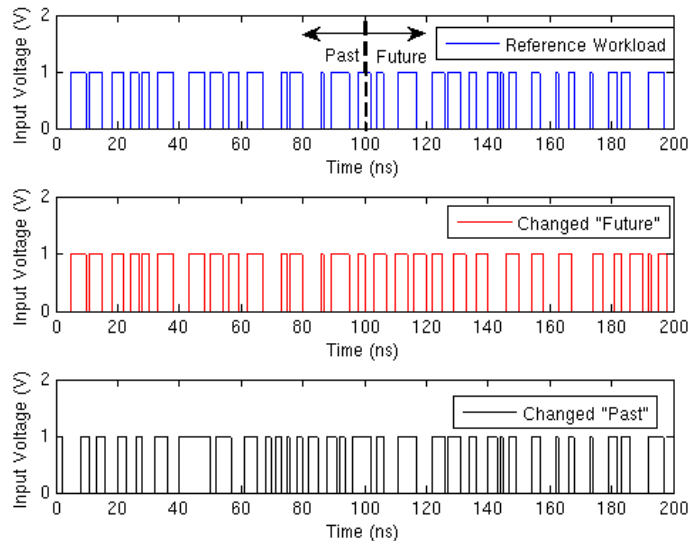 Input Voltage (V)
2
1
0
Past
Future
Reference Workload
0 20 40 60 80 100 120 140 160 180 200
Time (ns)
Input Voltage (V)
2
1
0
Changed "Future"
0 20 40 60 80 100 120 140 160 180 200
Time (ns)
Input Voltage (V)
2
1
0
Changed "Past"
0 20 40 60 80 100 120 140 160 180 200
Time (ns)